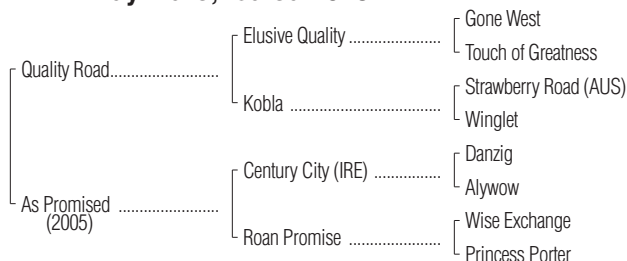 Gone West
Elusive Quality ......................
Touch of Greatness
Quality Road..............................
Strawberry Road (AUS)
Kobla ..........................................
Winglet
Danzig
Century City (IRE) ..................
Alywow
As Promised ............................
(2005)
Wise Exchange
Roan Promise .........................
Princess Porter